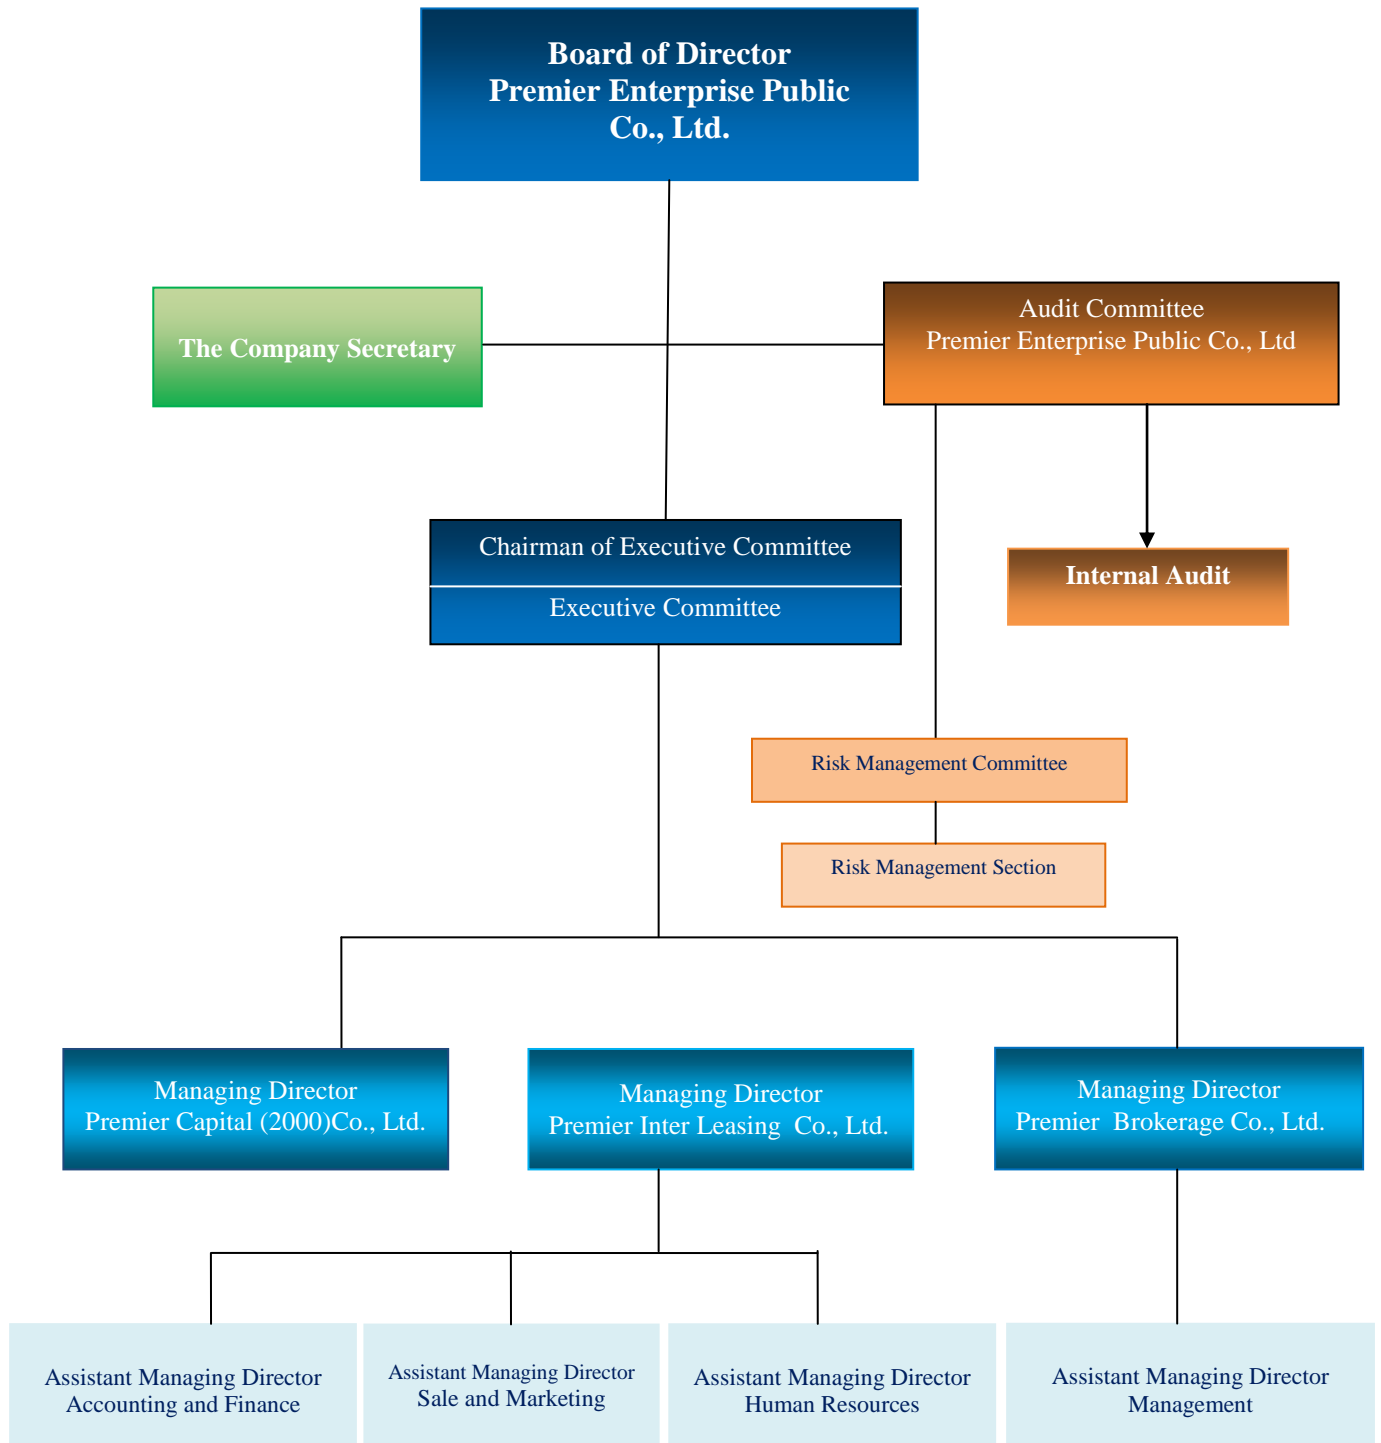 Board of Director
Premier Enterprise Public
Co., Ltd.
The Company Secretary
Audit Committee
Premier Enterprise Public Co., Ltd
Chairman of Executive Committee
Executive Committee
Internal Audit
Risk Management Committee
Risk Management Section
Managing Director
Premier Capital (2000)Co., Ltd.
Managing Director
Premier Inter Leasing Co., Ltd.
Managing Director
Premier Brokerage Co., Ltd.
Assistant Managing Director
Accounting and Finance
Assistant Managing Director
Sale and Marketing
Assistant Managing Director
Human Resources
Assistant Managing Director
Management